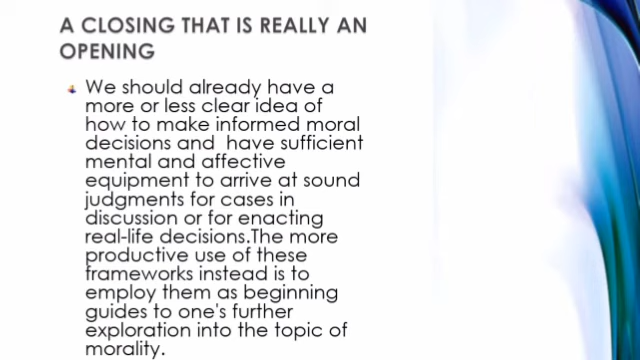 A CLOSING THAT IS REALLY AN
OPENING
We should already have a
more or less clear idea of
how to make informed moral
decisions and  have sufficient
mental and affective
equipment to arrive at sound
judgments for cases in
discussion or for enacting
real-life decisions.The more
productive use of these
frameworks instead is to
employ them as beginning
guides to one's further
exploration into the topic of
morality.